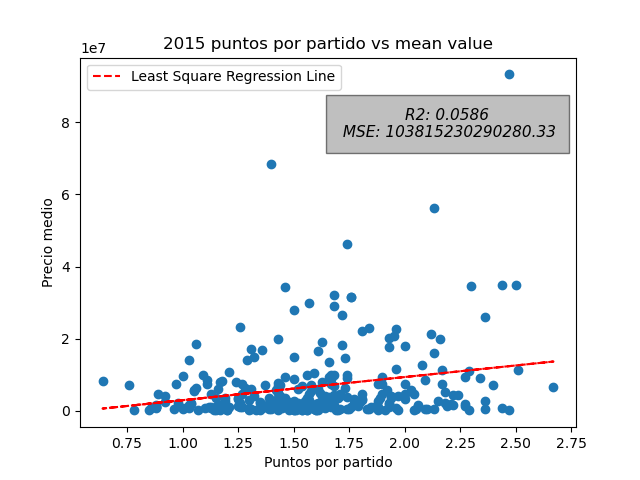 2015 puntos por partido vs mean value
1e7
Least Square Regression Line
R2: 0.0586
MSE: 103815230290280.33
8
6
4
2
0
Precio medio
0.75 1.00 1.25 1.50 1.75 2.00 2.25 2.50 2.75
Puntos por partido